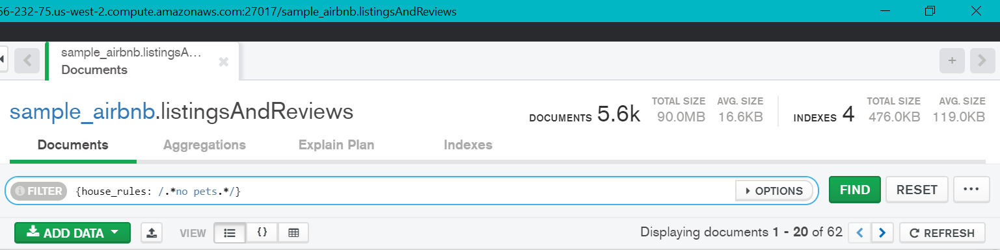 56-232-75.us-west-2.compute.amazonaws.com:27017/sample_airbnb.listingsAndReviews
sample_airbnb.listingsA...
Documents
sample_airbnb.listingsAndReviews
DOCUMENTS 5.6k TOTAL SIZE 90.0MB AVG. SIZE 16.6KB INDEXES 4 TOTAL SIZE 476.0KB AVG. SIZE 119.0KB
Documents Aggregations Explain Plan Indexes
FILTER {house_rules: /.*no pets.*/} OPTIONS FIND RESET ...
ADD DATA VIEW {} Displaying documents 1 - 20 of 62 REFRESH